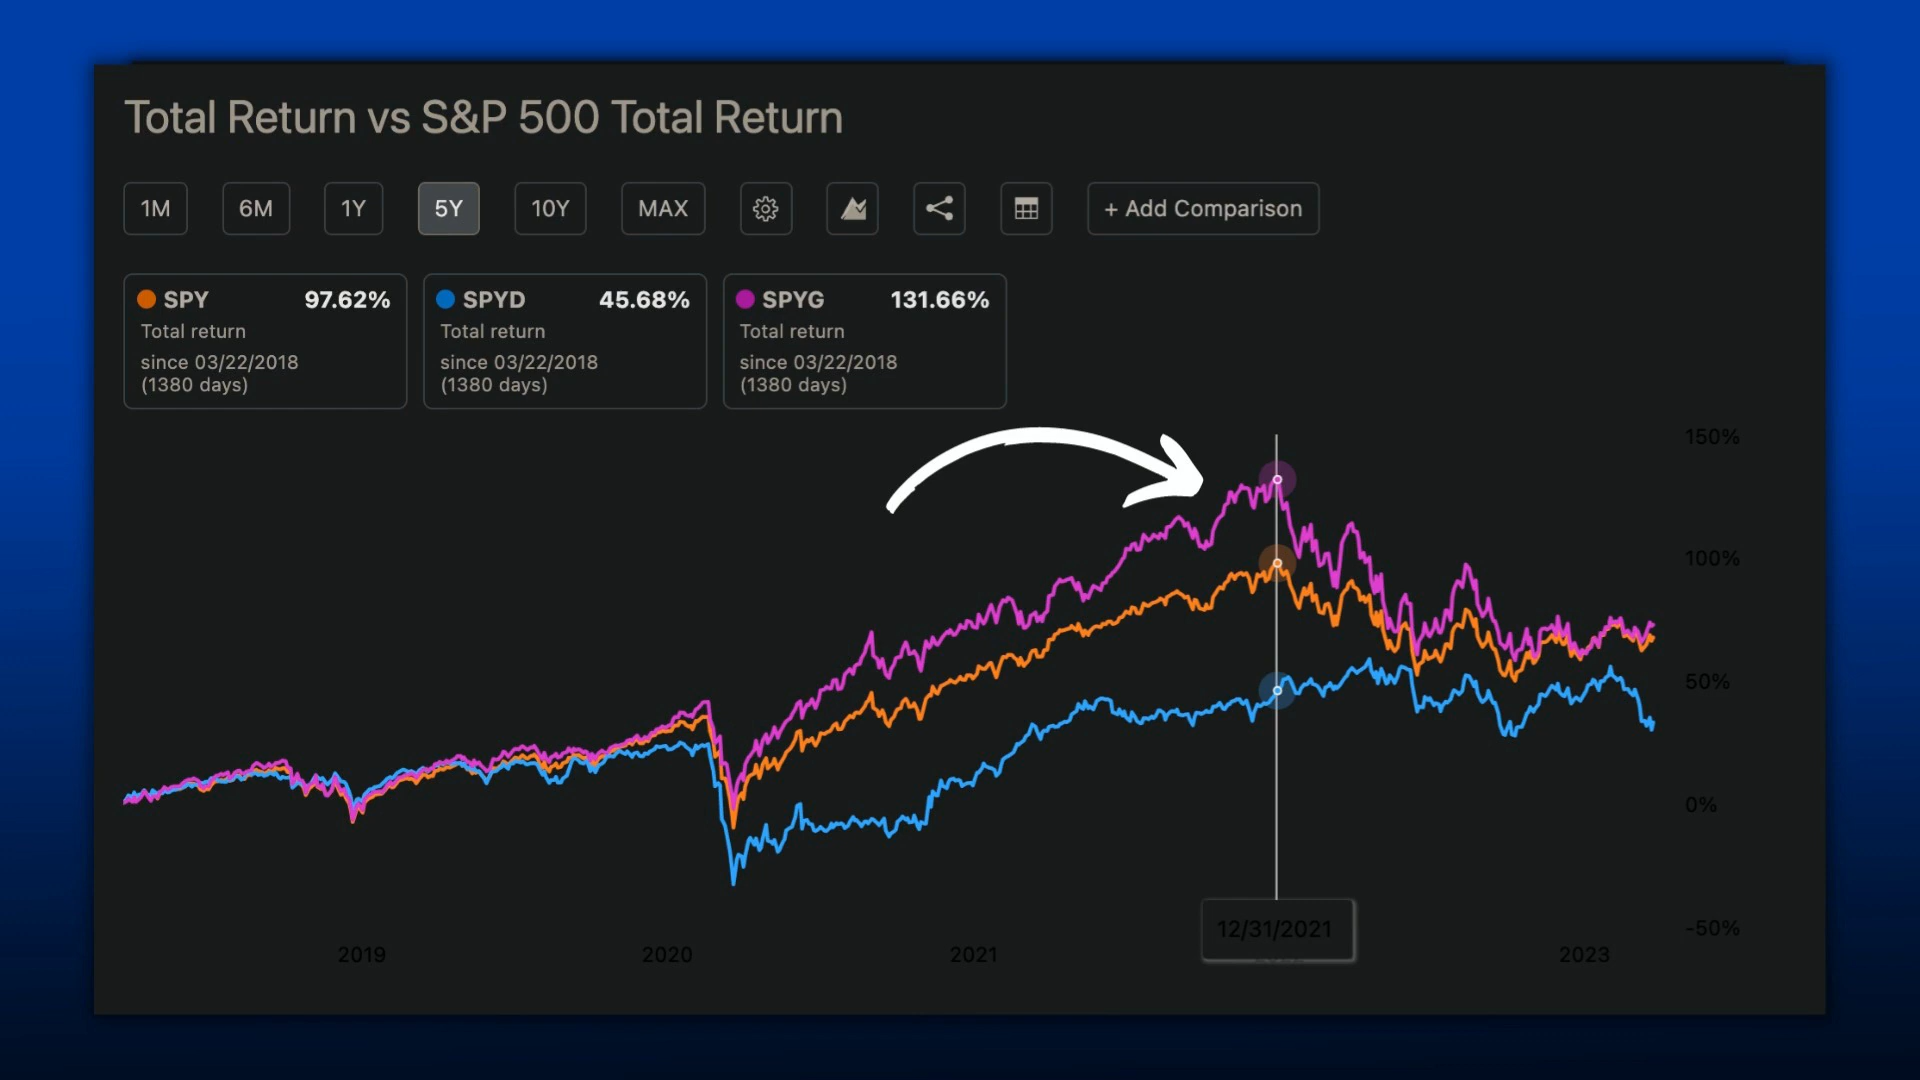 Total Return vs S&P 500 Total Return
1M 6M 1Y 5Y 10Y MAX + Add Comparison
SPY 97.62%
Total return
since 03/22/2018
(1380 days)
SPYD 45.68%
Total return
since 03/22/2018
(1380 days)
SPYG 131.66%
Total return
since 03/22/2018
(1380 days)
150%
100%
50%
0%
-50%
12/31/2021
2019 2020 2021 2023